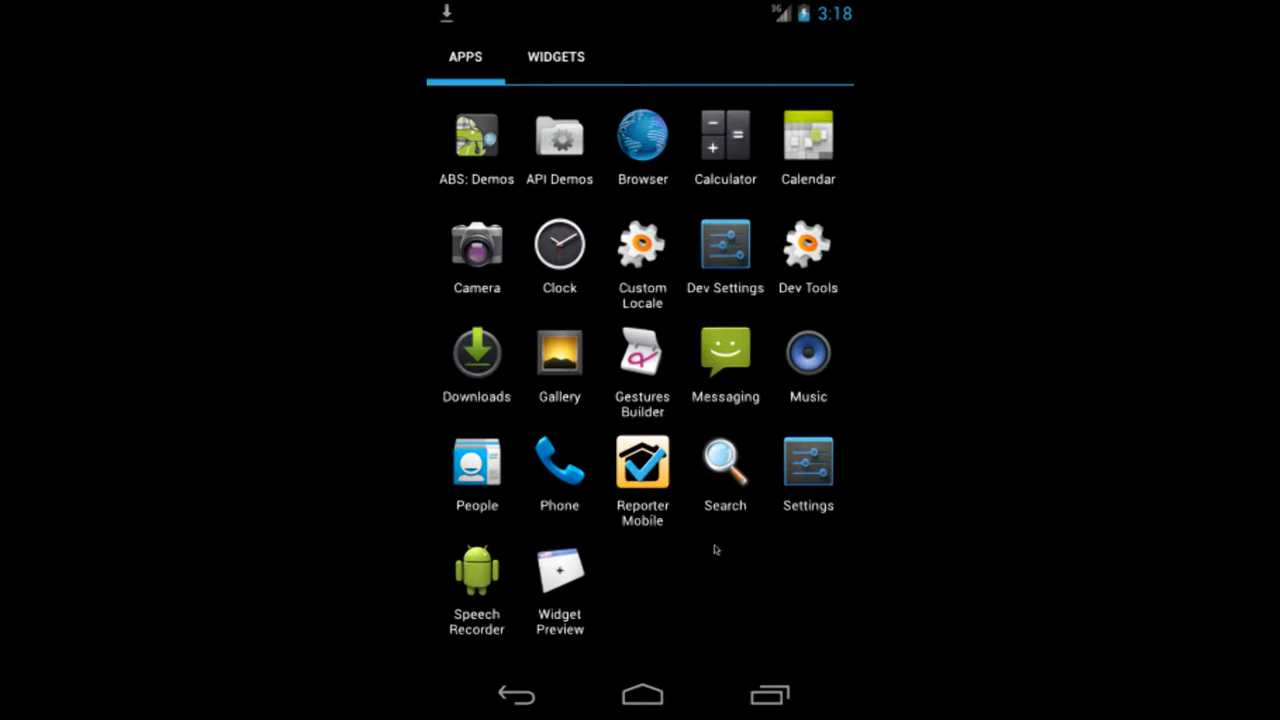 3G 3:18
APPS WIDGETS
ABS: Demos API Demos Browser Calculator Calendar
Camera Clock Custom Locale Dev Settings Dev Tools
Downloads Gallery Gestures Builder Messaging Music
People Phone Reporter Mobile Search Settings
Speech Recorder Widget Preview